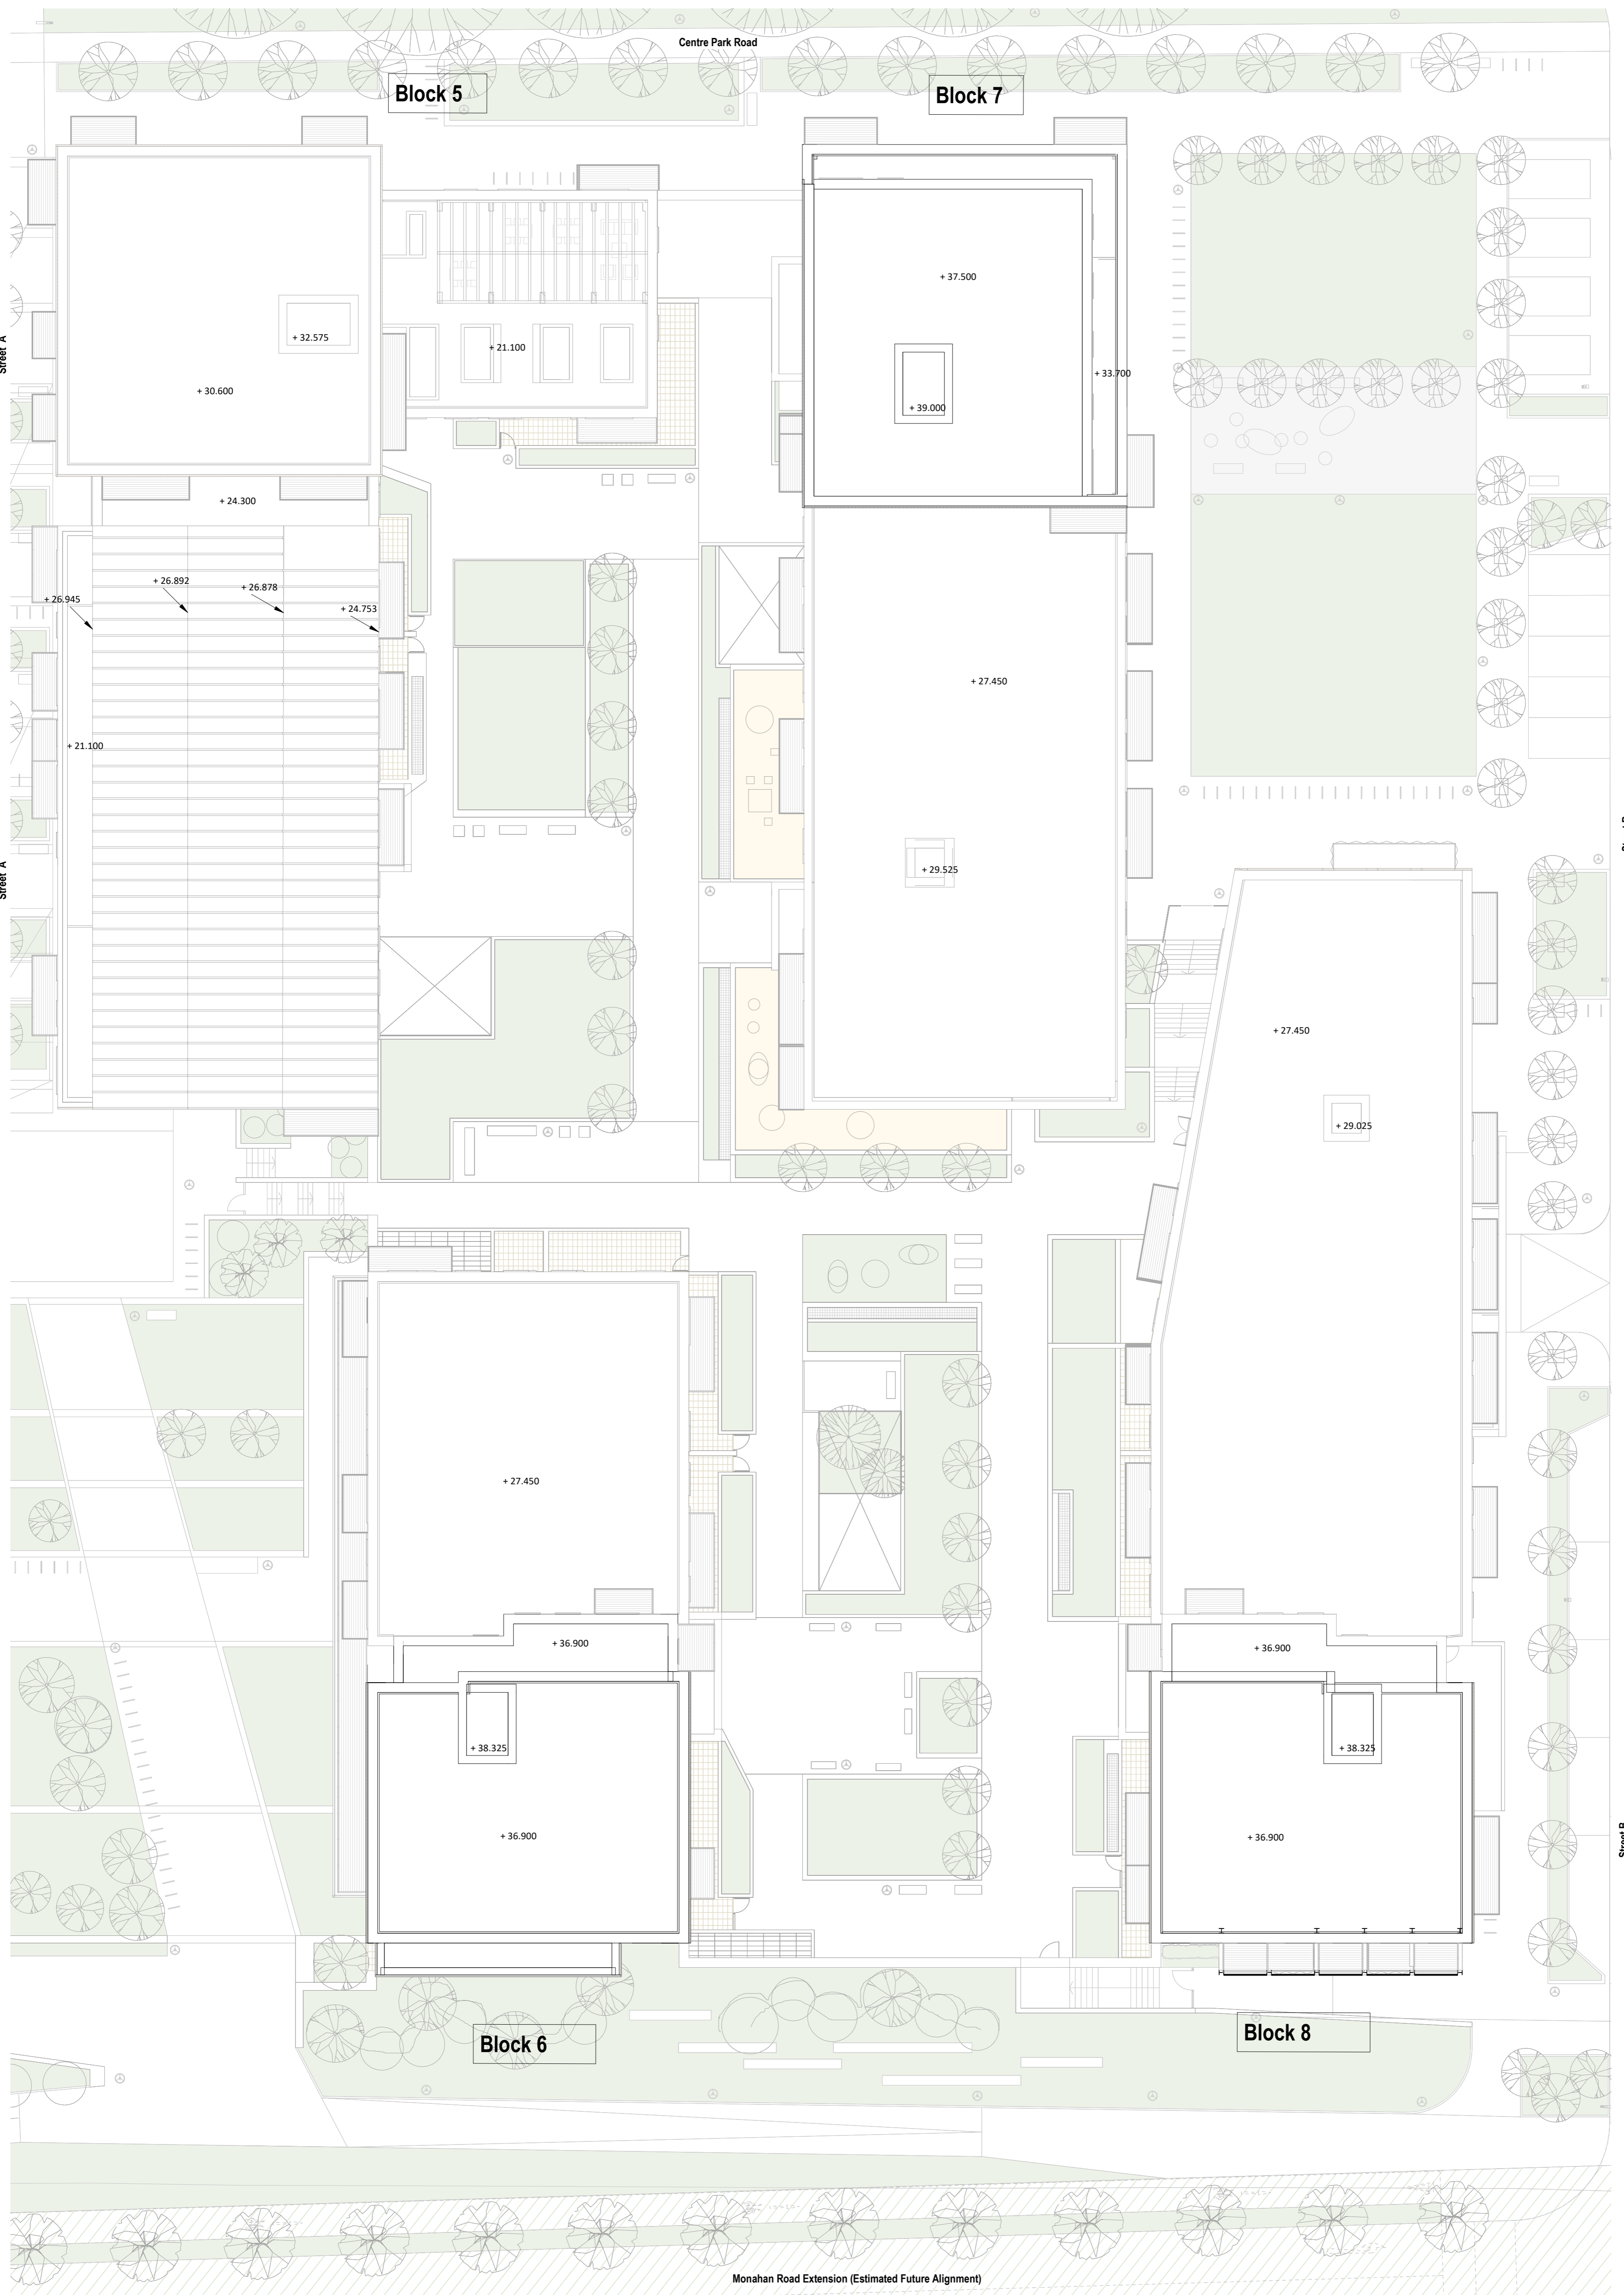 Centre Park Road
Block 5
Block 7
+ 37.500
+ 32.575
Street A
+ 21.100
+ 33.700
+ 30.600
+ 39.000
+ 24.300
+ 26.892
+ 26.878
+ 26.945
+ 24.753
+ 27.450
+ 21.100
+ 29.525
Street A
+ 27.450
+ 29.025
+ 27.450
+ 36.900
+ 36.900
+ 38.325
+ 38.325
+ 36.900
+ 36.900
Street B
Block 6
Block 8
Monahan Road Extension (Estimated Future Alignment)